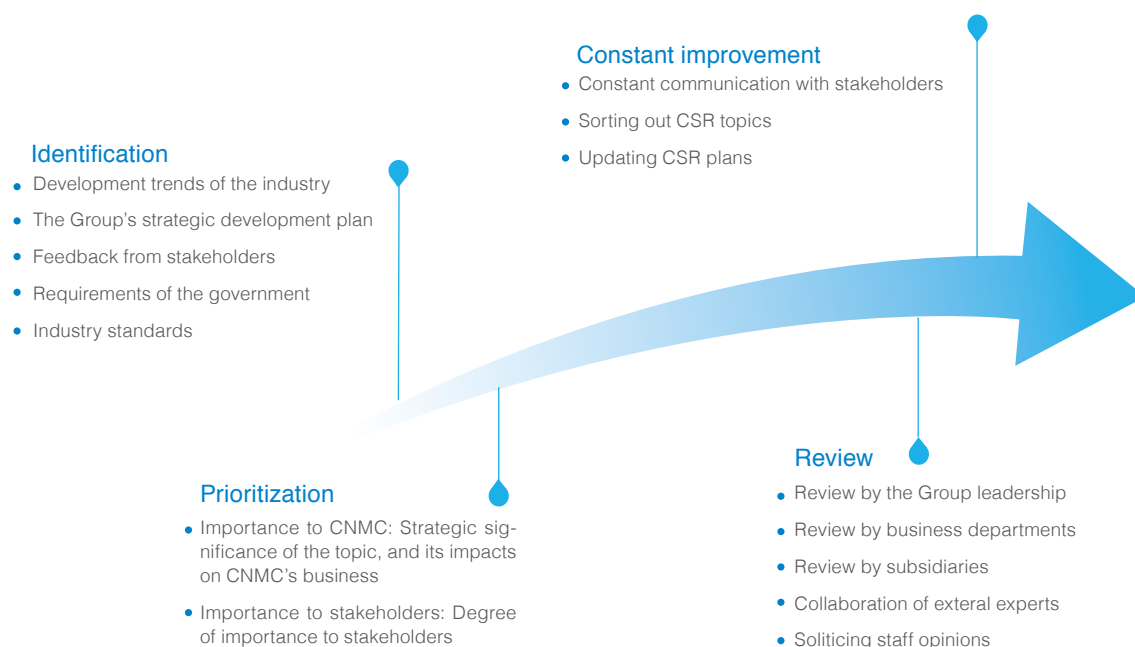 Constant improvement
Constant communication with stakeholders
Sorting out CSR topics
Updating CSR plans
Identification
Development trends of the industry
The Group's strategic development plan
Feedback from stakeholders
Requirements of the government
Industry standards
Prioritization
Importance to CNMC: Strategic sig-
nificance of the topic, and its impacts
on CNMC's business
Importance to stakeholders: Degree
of importance to stakeholders
Review
Review by the Group leadership
Review by business departments
Review by subsidiaries
Collaboration of exteral experts
Soliticing staff opinions